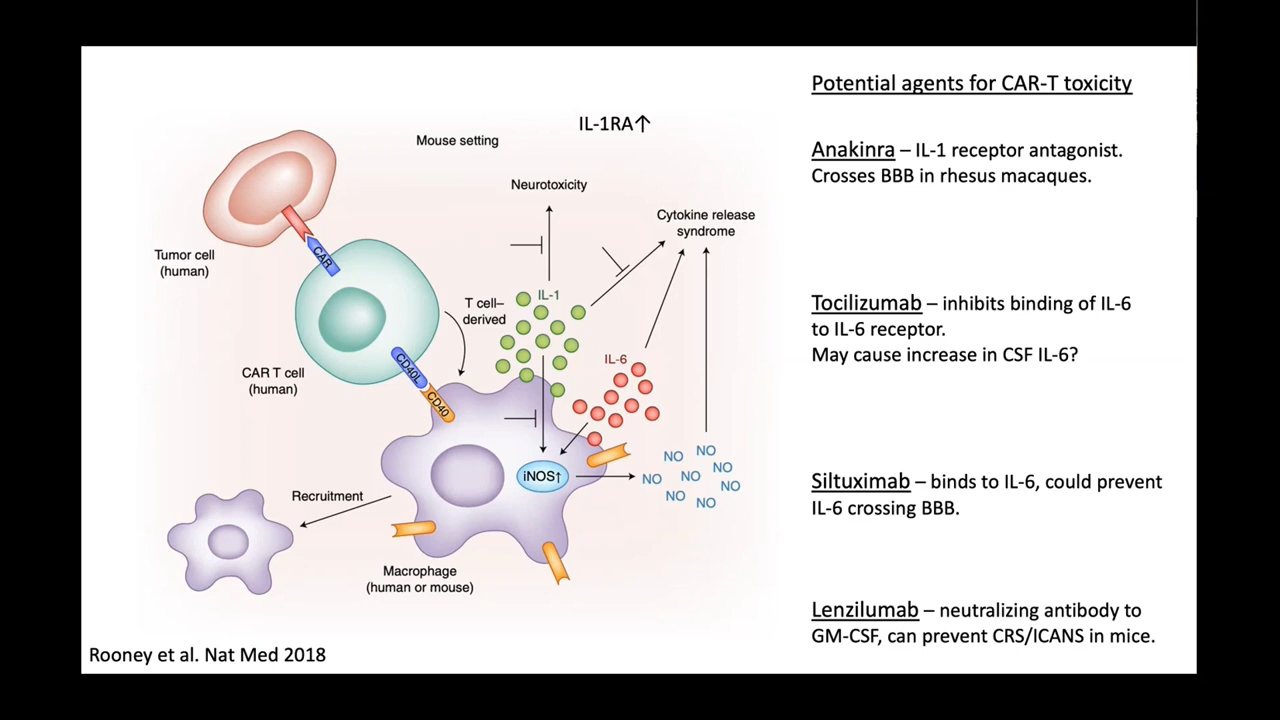 IL-1RA↑
Mouse setting
Neurotoxicity
Cytokine release
syndrome
CAR
Tumor cell
(human)
IL-1
T cell–
derived
IL-6
CD40L
CD40
CAR T cell
(human)
iNOS↑
NO
NO
NO
NO
NO
NO
NO
NO
Recruitment
Macrophage
(human or mouse)
Rooney et al. Nat Med 2018
Potential agents for CAR-T toxicity
Anakinra – IL-1 receptor antagonist.
Crosses BBB in rhesus macaques.
Tocilizumab – inhibits binding of IL-6
to IL-6 receptor.
May cause increase in CSF IL-6?
Siltuximab – binds to IL-6, could prevent
IL-6 crossing BBB.
Lenzilumab – neutralizing antibody to
GM-CSF, can prevent CRS/ICANS in mice.